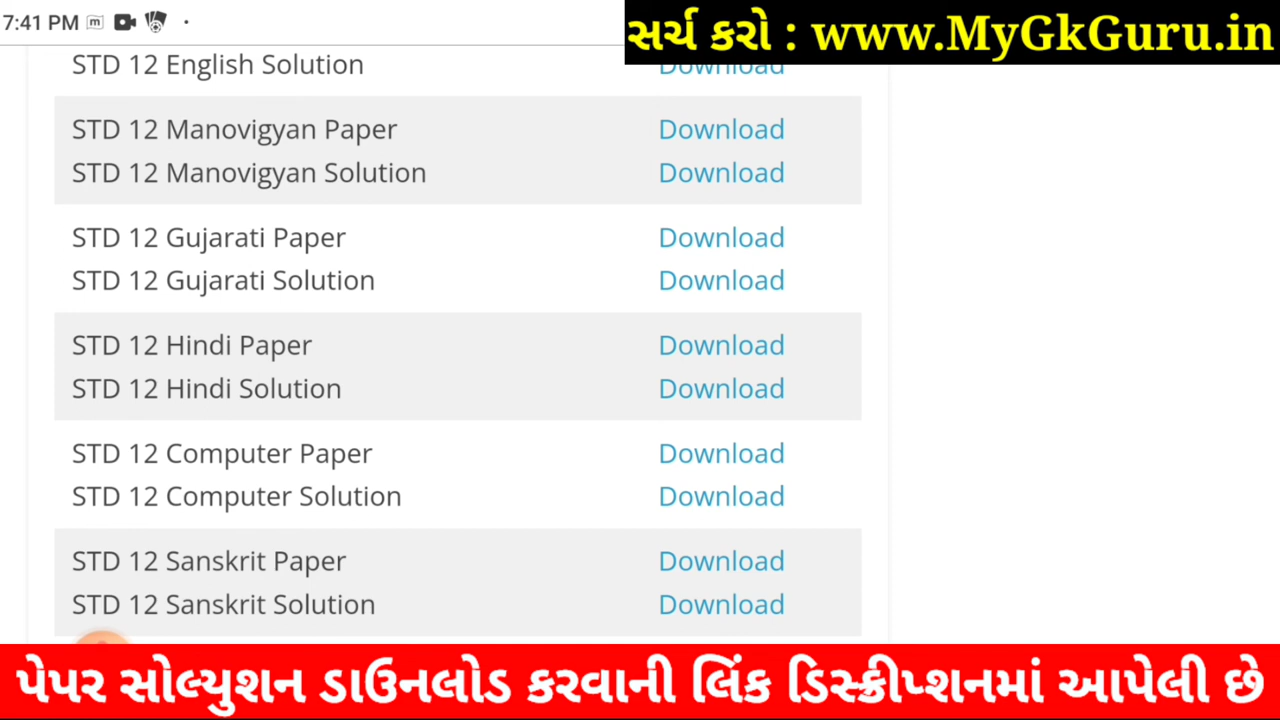 7:41 PM m
સર્ચ કરો : www.MyGkGuru.in
STD 12 English Solution Download
STD 12 Manovigyan Paper Download
STD 12 Manovigyan Solution Download
STD 12 Gujarati Paper Download
STD 12 Gujarati Solution Download
STD 12 Hindi Paper Download
STD 12 Hindi Solution Download
STD 12 Computer Paper Download
STD 12 Computer Solution Download
STD 12 Sanskrit Paper Download
STD 12 Sanskrit Solution Download
પેપર સોલ્યુશન ડાઉનલોડ કરવાની લિંક ડિસ્ક્રીપ્શનમાં આપેલી છે